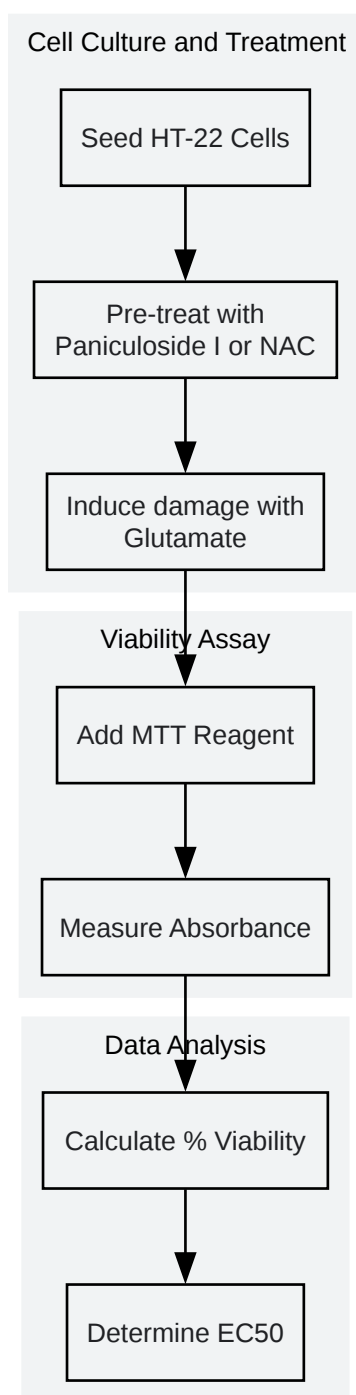 Cell Culture and Treatment
Seed HT-22 Cells
Pre-treat with
Paniculoside I or NAC
Induce damage with
Glutamate
Viability Assay
Add MTT Reagent
Measure Absorbance
Data Analysis
Calculate % Viability
Determine EC50